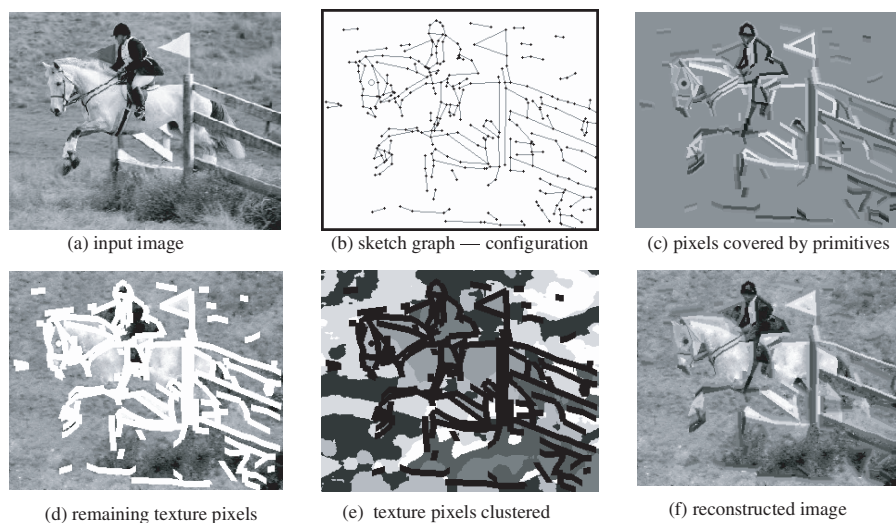 (a) input image
(b) sketch graph — configuration
(c) pixels covered by primitives
(d) remaining texture pixels
(e) texture pixels clustered
(f) reconstructed image